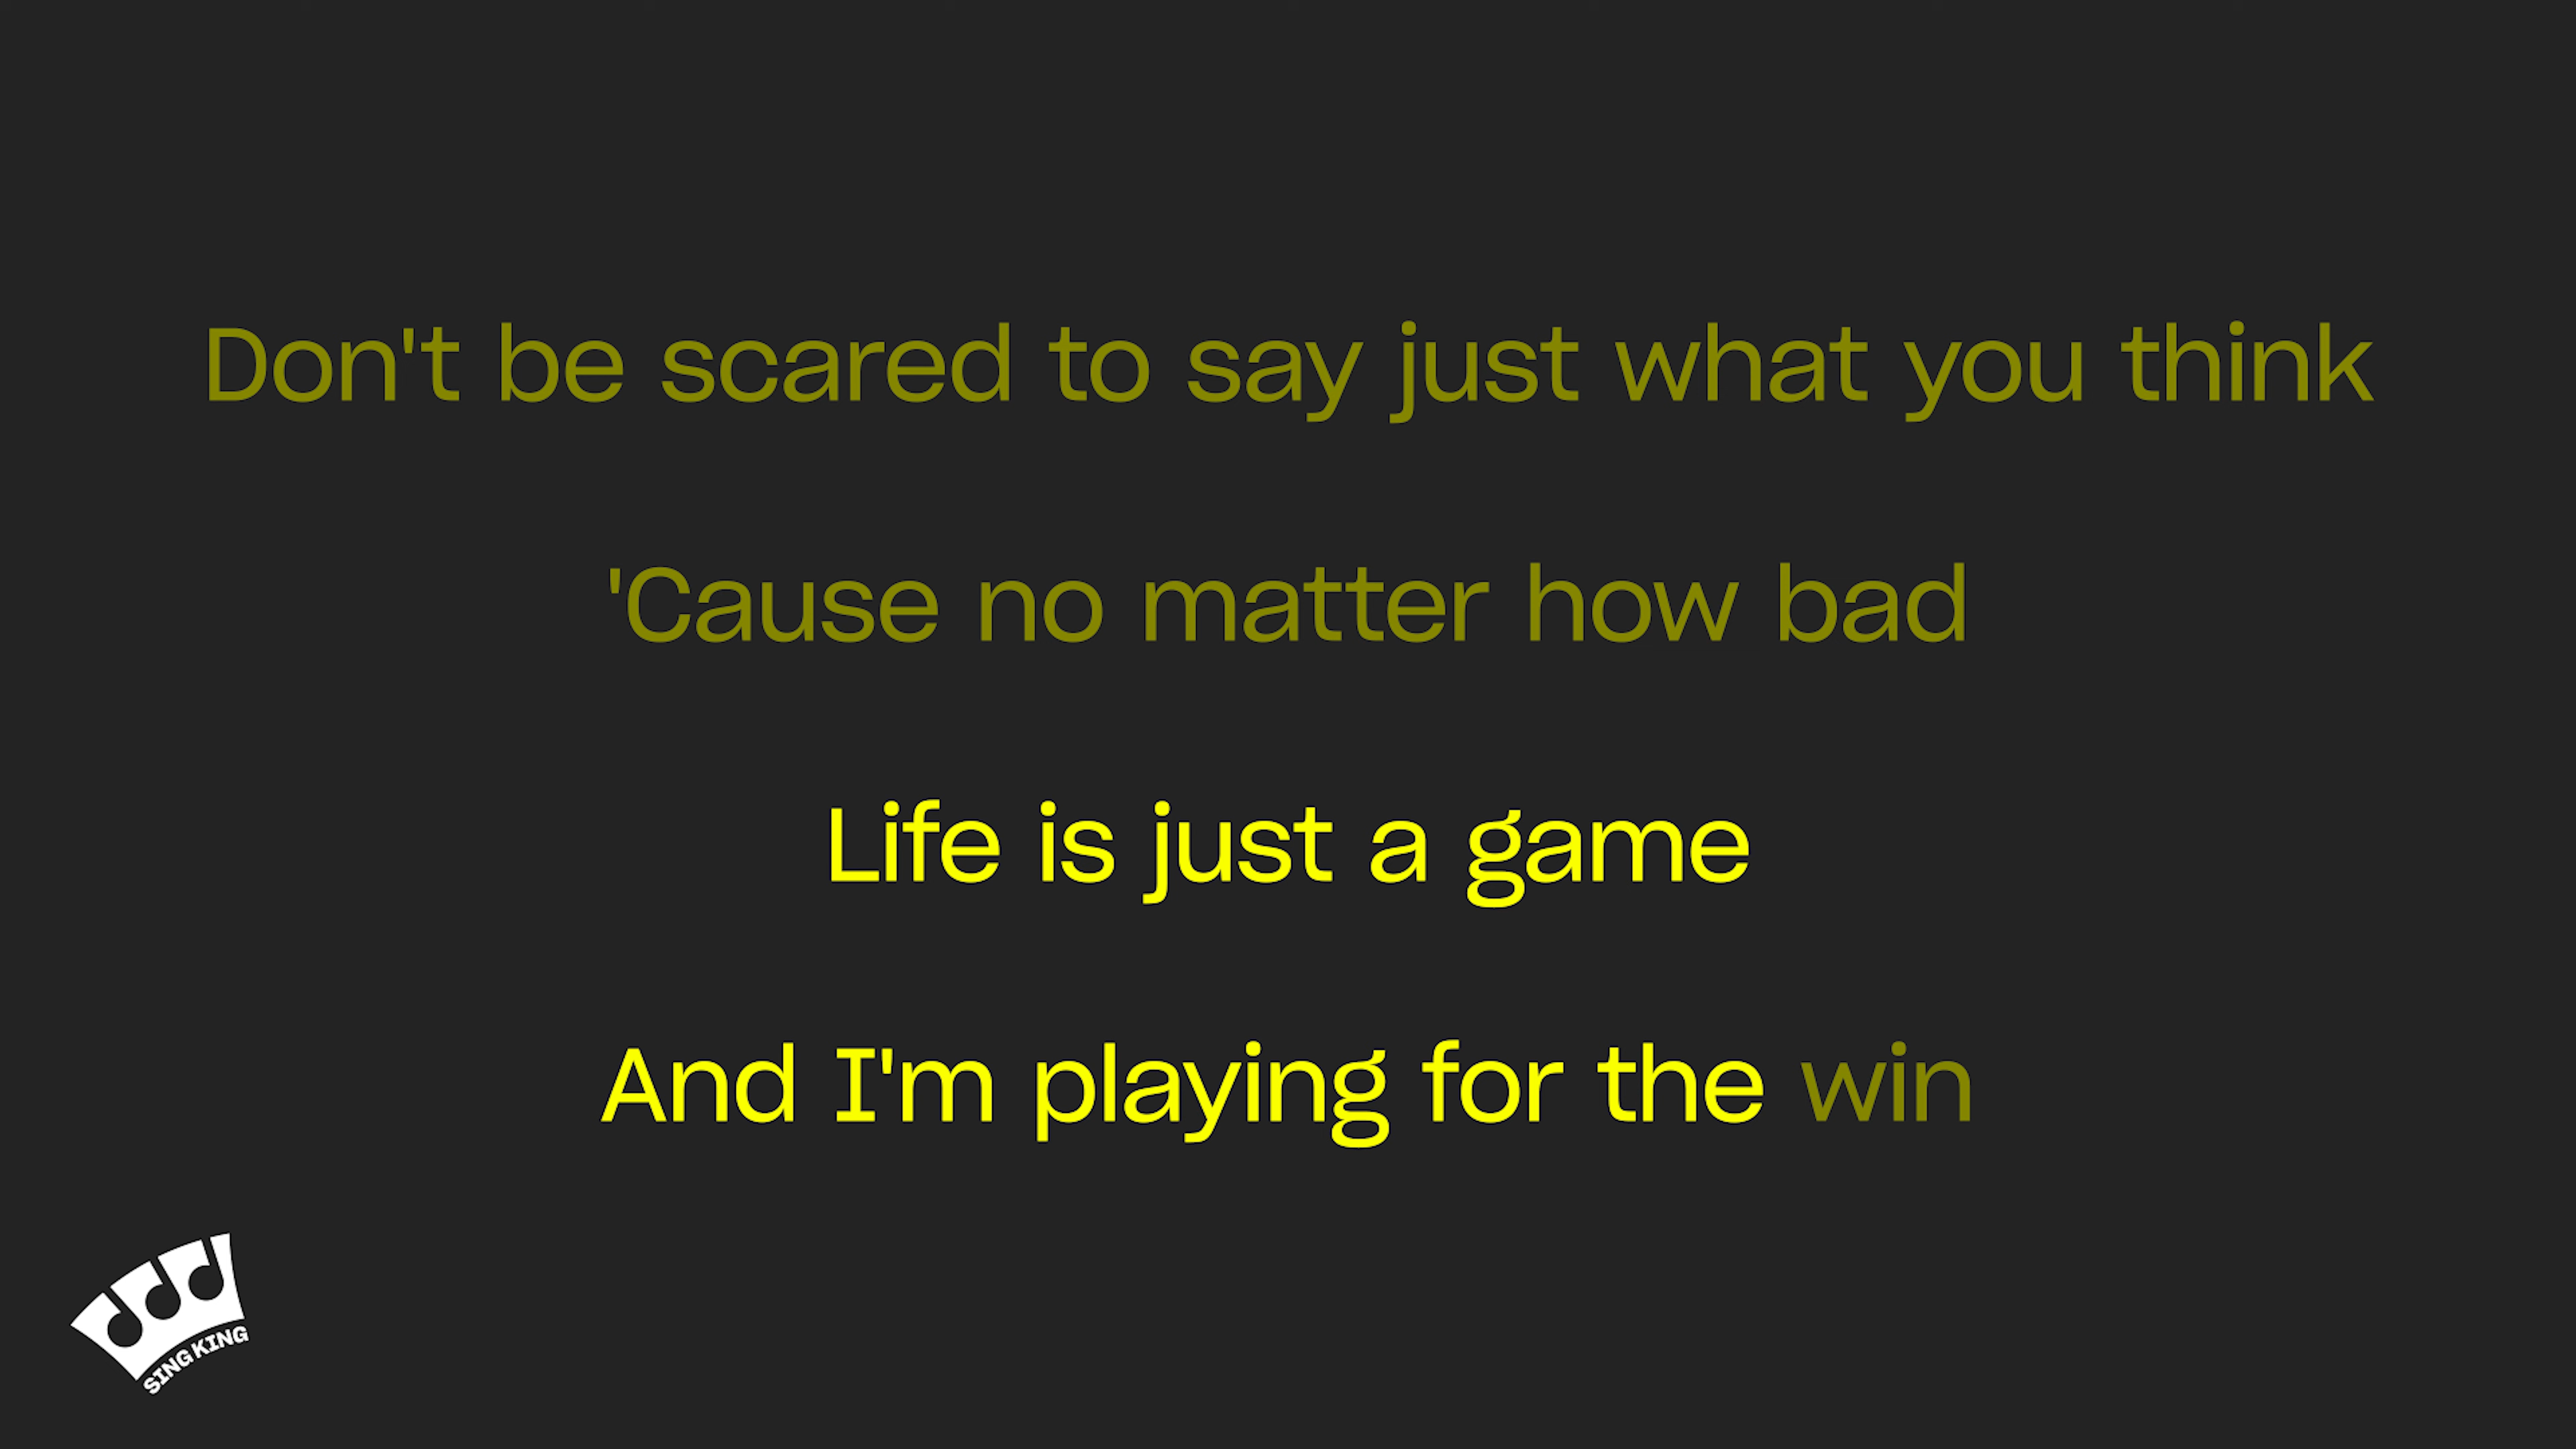 Don't be scared to say just what you think
'Cause no matter how bad
Life is just a game
And I'm playing for the win
SING KING